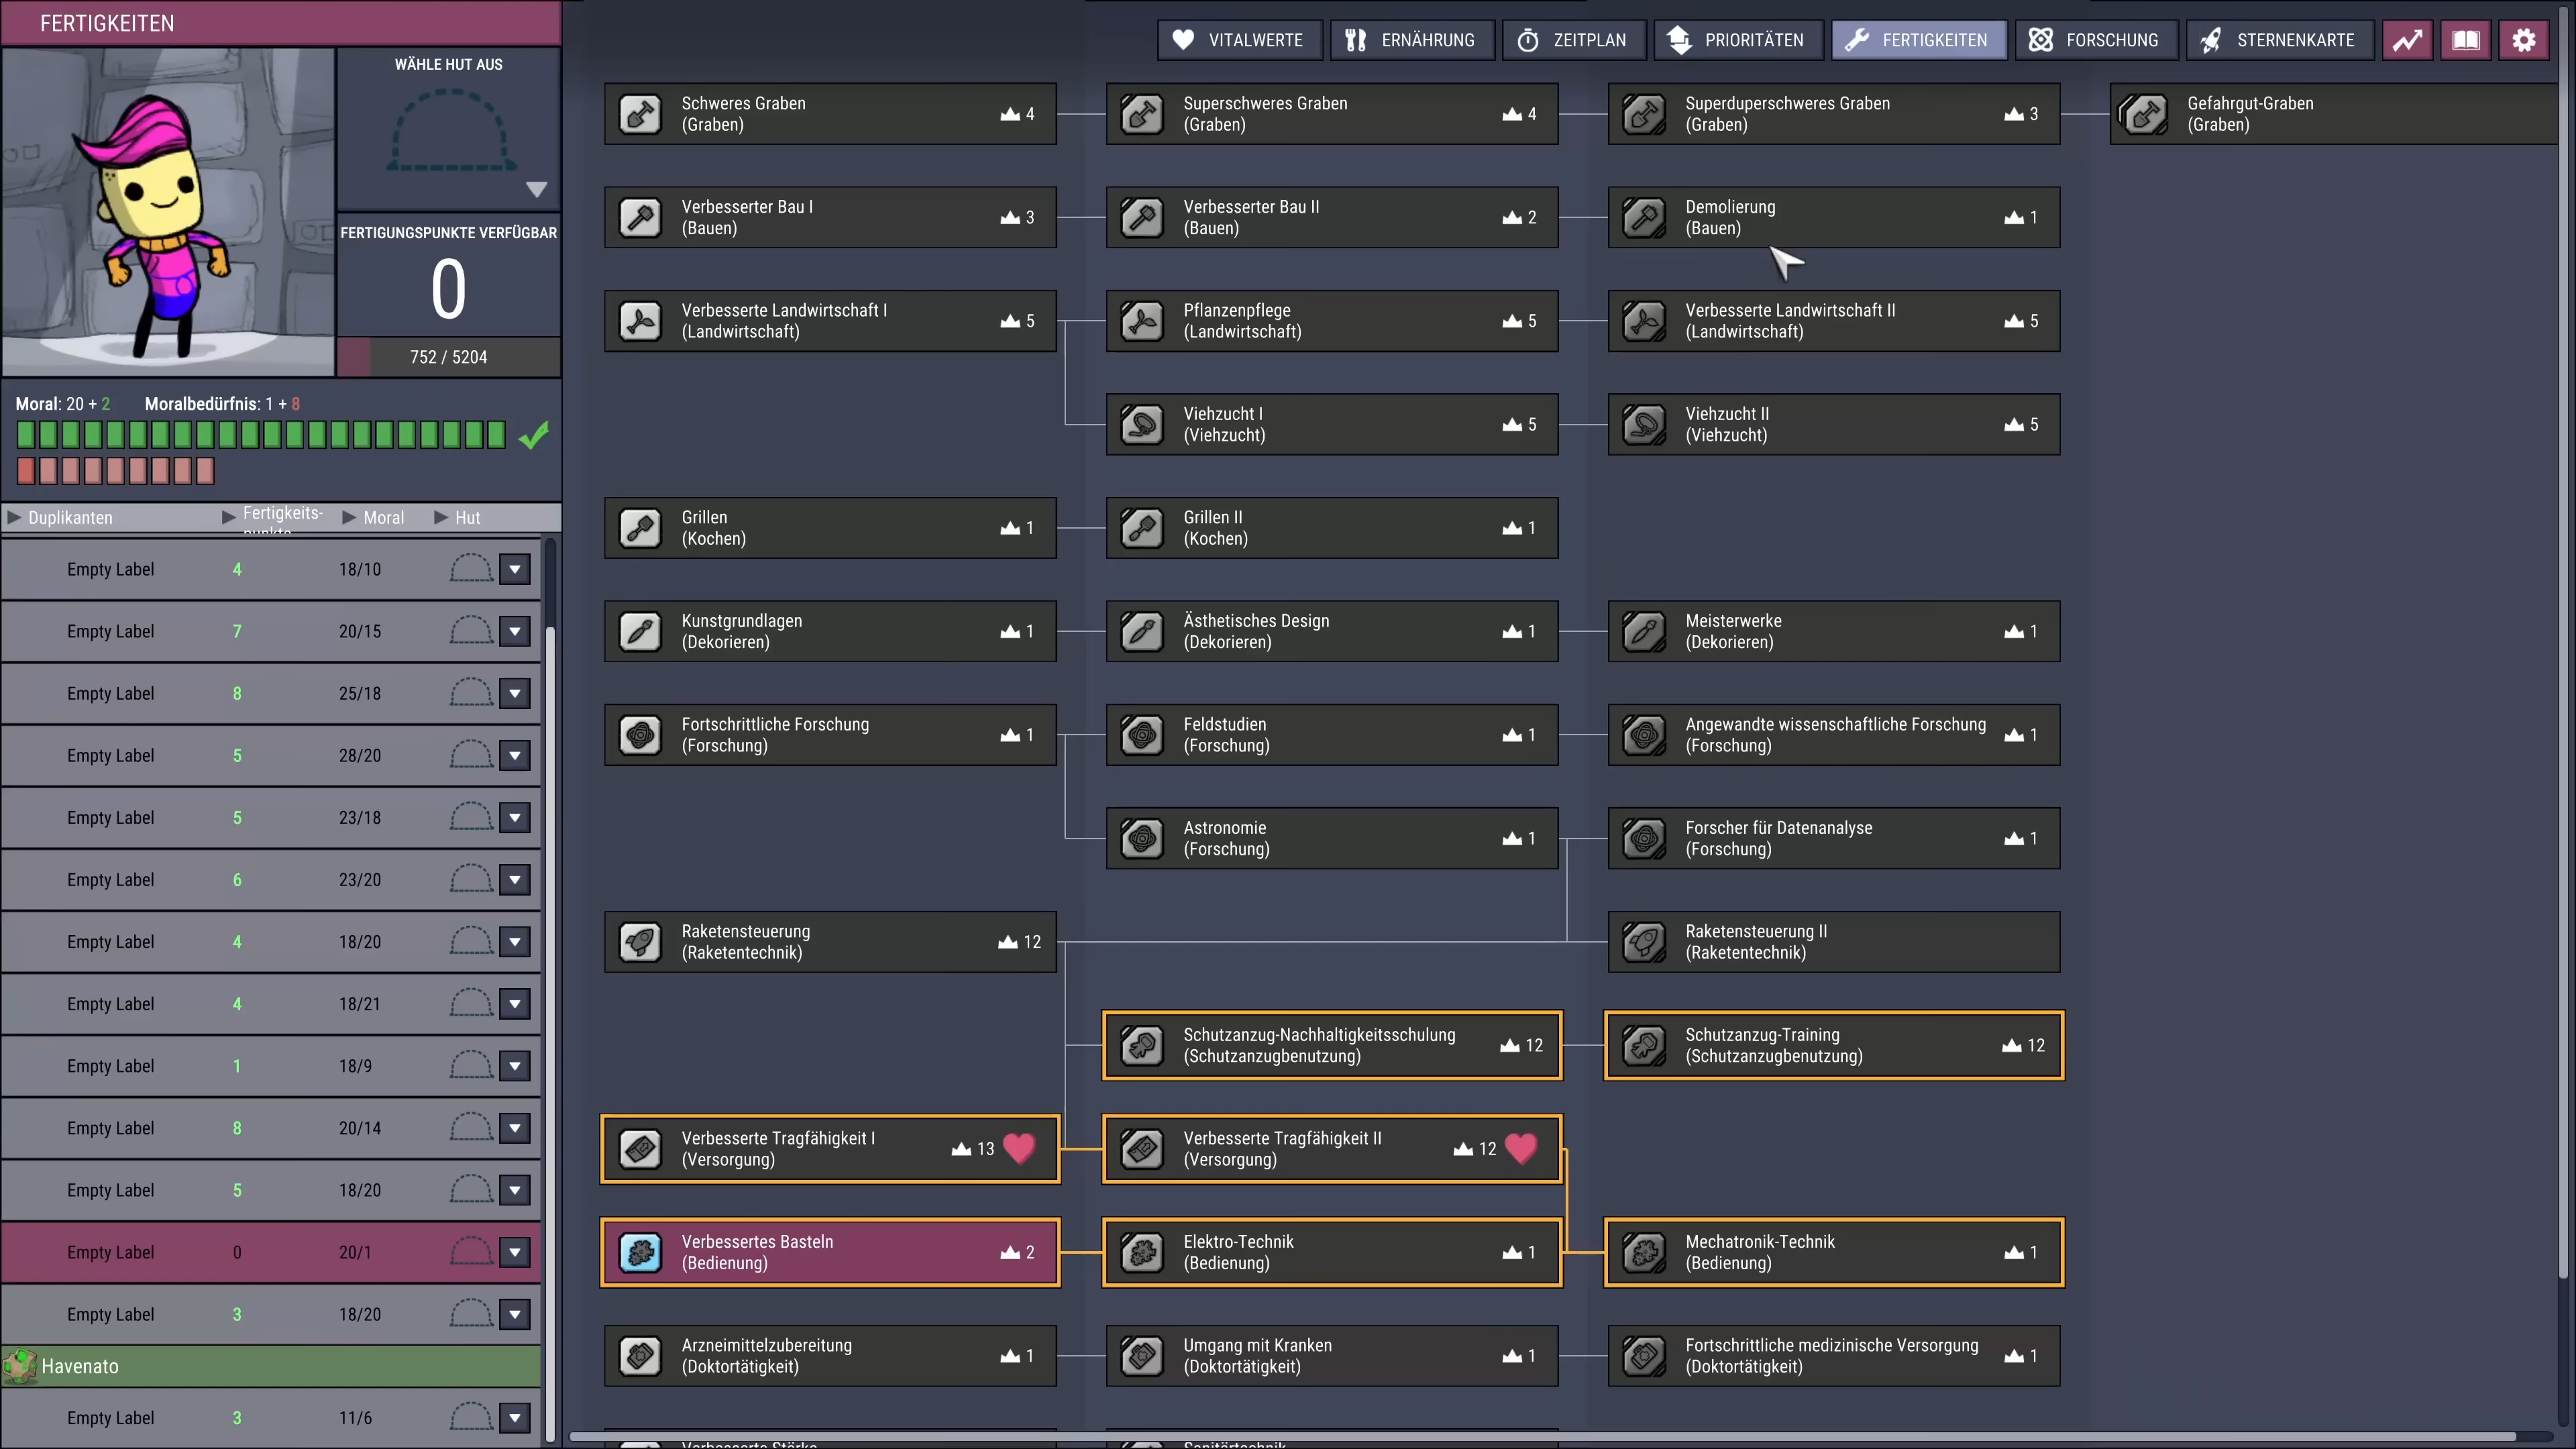 FERTIGKEITEN
VITALWERTE
ERNÄHRUNG
ZEITPLAN
PRIORITÄTEN
FERTIGKEITEN
FORSCHUNG
STERNENKARTE
WÄHLE HUT AUS
FERTIGUNGSPUNKTE VERFÜGBAR
0
752 / 5204
Moral: 20 + 2 Moralbedürfnis: 1 + 8
Duplikanten Fertigkeits- Moral Hut
punkte
Empty Label 4 18/10
Empty Label 7 20/15
Empty Label 8 25/18
Empty Label 5 28/20
Empty Label 5 23/18
Empty Label 6 23/20
Empty Label 4 18/20
Empty Label 4 18/21
Empty Label 1 18/9
Empty Label 8 20/14
Empty Label 5 18/20
Empty Label 0 20/1
Empty Label 3 18/20
Havenato
Empty Label 3 11/6
Schweres Graben
(Graben)
4
Superschweres Graben
(Graben)
4
Superduperschweres Graben
(Graben)
3
Gefahrgut-Graben
(Graben)
Verbesserter Bau I
(Bauen)
3
Verbesserter Bau II
(Bauen)
2
Demolierung
(Bauen)
1
Verbesserte Landwirtschaft I
(Landwirtschaft)
5
Pflanzenpflege
(Landwirtschaft)
5
Verbesserte Landwirtschaft II
(Landwirtschaft)
5
Viehzucht I
(Viehzucht)
5
Viehzucht II
(Viehzucht)
5
Grillen
(Kochen)
1
Grillen II
(Kochen)
1
Kunstgrundlagen
(Dekorieren)
1
Ästhetisches Design
(Dekorieren)
1
Meisterwerke
(Dekorieren)
1
Fortschrittliche Forschung
(Forschung)
1
Feldstudien
(Forschung)
1
Angewandte wissenschaftliche Forschung
(Forschung)
1
Astronomie
(Forschung)
1
Forscher für Datenanalyse
(Forschung)
1
Raketensteuerung
(Raketentechnik)
12
Raketensteuerung II
(Raketentechnik)
Schutzanzug-Nachhaltigkeitsschulung
(Schutzanzugbenutzung)
12
Schutzanzug-Training
(Schutzanzugbenutzung)
12
Verbesserte Tragfähigkeit I
(Versorgung)
13
Verbesserte Tragfähigkeit II
(Versorgung)
12
Verbessertes Basteln
(Bedienung)
2
Elektro-Technik
(Bedienung)
1
Mechatronik-Technik
(Bedienung)
1
Arzneimittelzubereitung
(Doktortätigkeit)
1
Umgang mit Kranken
(Doktortätigkeit)
1
Fortschrittliche medizinische Versorgung
(Doktortätigkeit)
1
Verbesserte Stärke
Sanitärtechnik